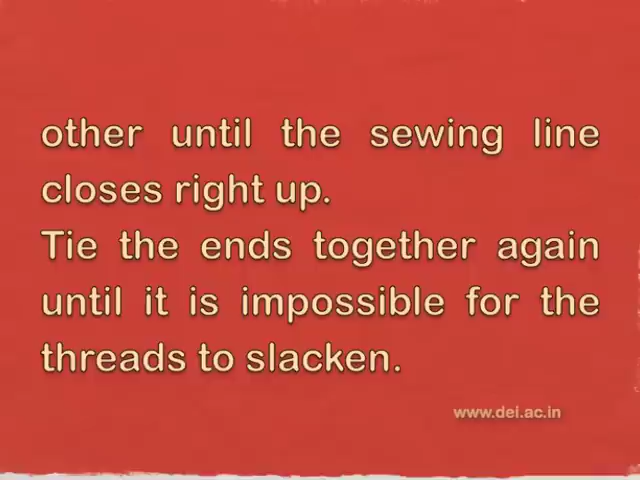 other until the sewing line
closes right up.
Tie the ends together again
until it is impossible for the
threads to slacken.
www.dei.ac.in